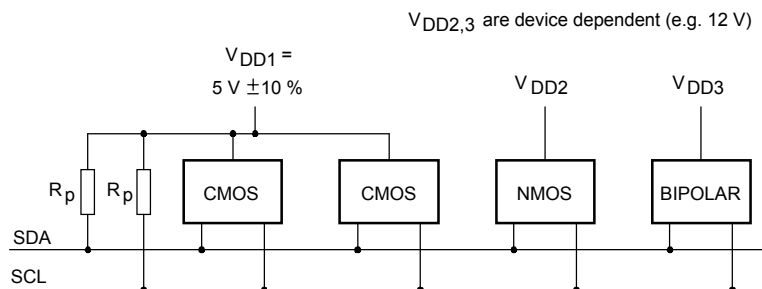 VDD2,3 are device dependent (e.g. 12 V)
VDD1 =
5 V ±10 %
VDD2
VDD3
Rp
Rp
CMOS
CMOS
NMOS
BIPOLAR
SDA
SCL